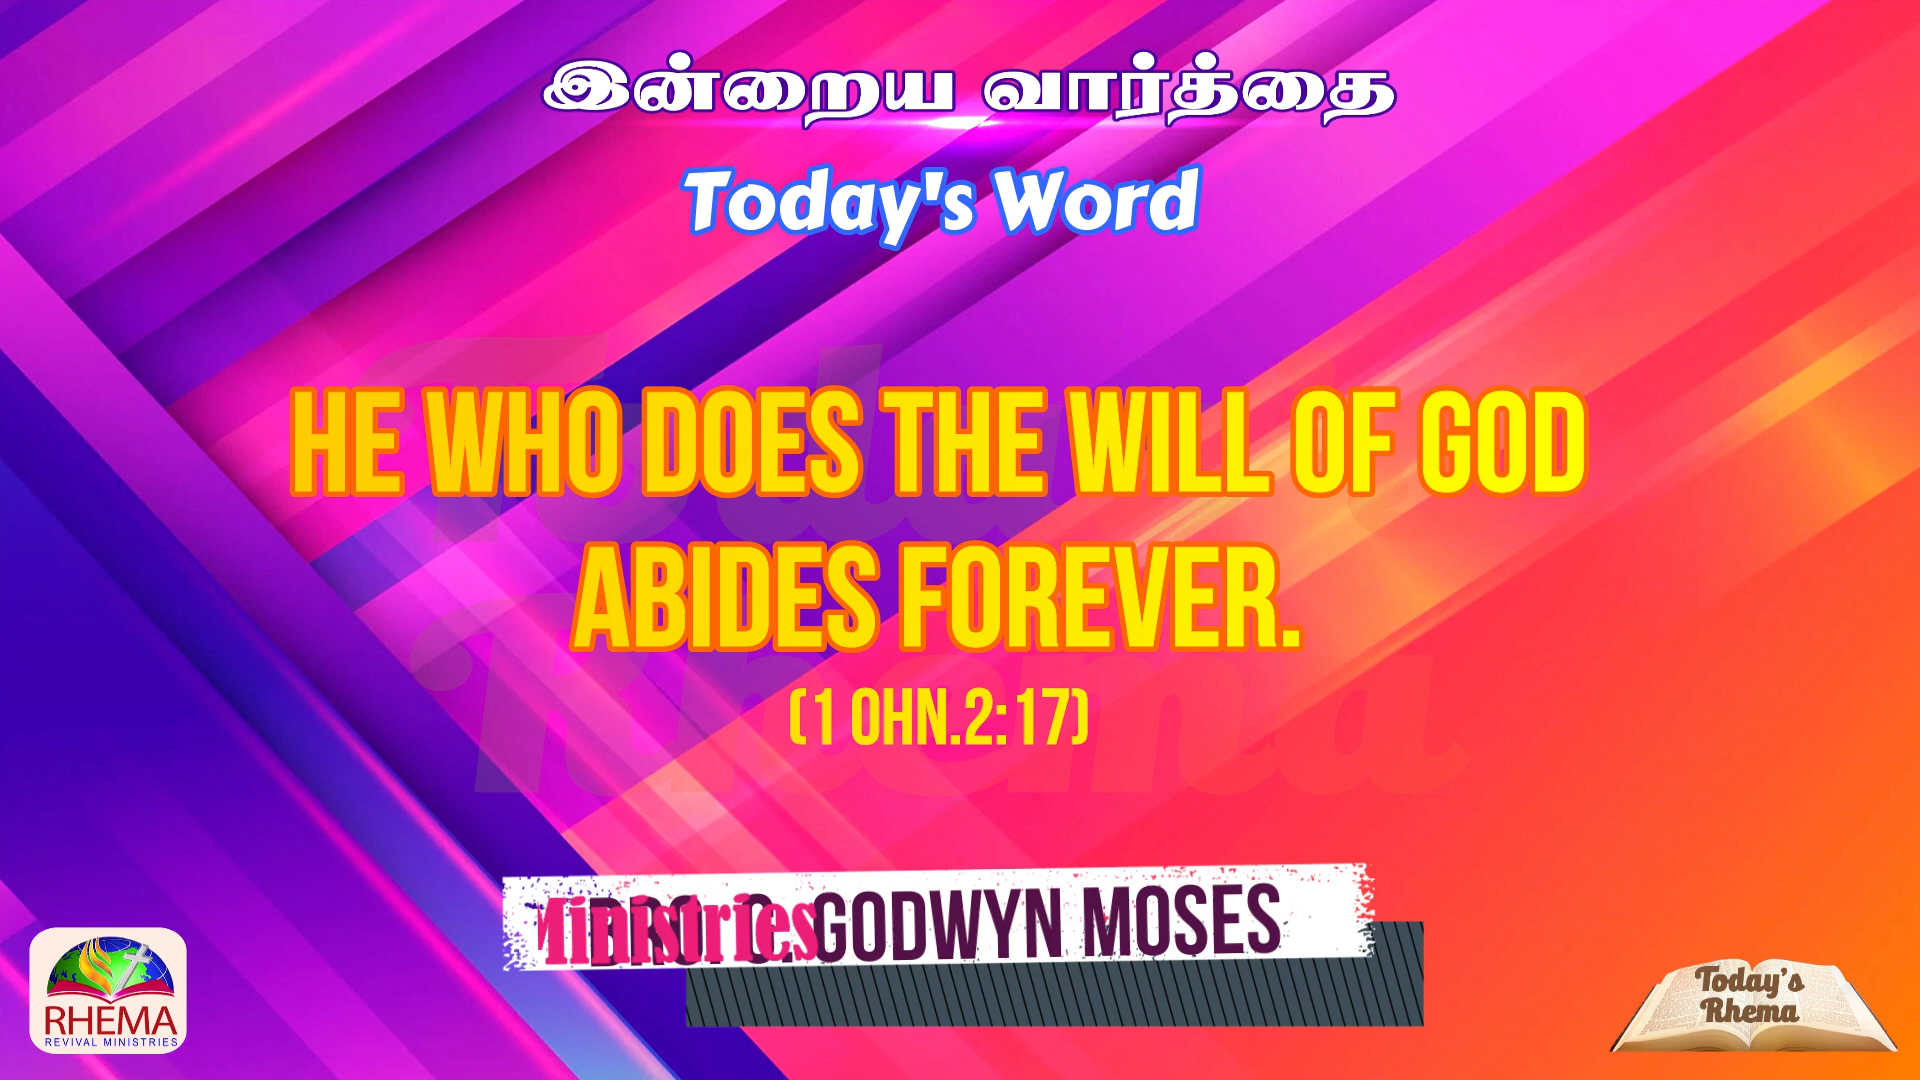 இன்றைய வார்த்தை
Today's Word
HE WHO DOES THE WILL OF GOD
ABIDES FOREVER.
(1 OHN.2:17)
Ministries GODWYN MOSES
RHEMA
REVIVAL MINISTRIES
Today's
Rhema